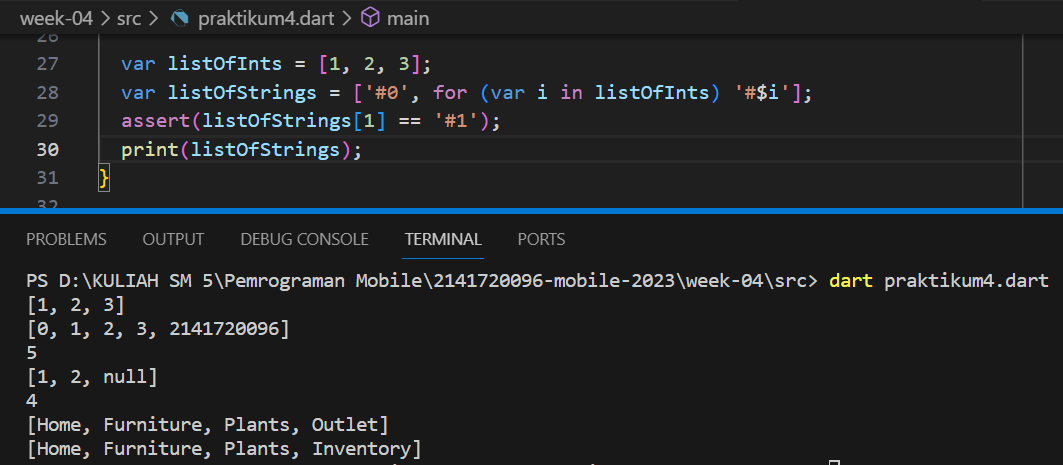 week-04 > src > praktikum4.dart > main
26
27 var listOfInts = [1, 2, 3];
28 var listOfStrings = ['#0', for (var i in listOfInts) '#$i'];
29 assert(listOfStrings[1] == '#1');
30 print(listOfStrings);
31 }
32
PROBLEMS OUTPUT DEBUG CONSOLE TERMINAL PORTS
PS D:\KULIAH SM 5\Pemrograman Mobile\2141720096-mobile-2023\week-04\src> dart praktikum4.dart
[1, 2, 3]
[0, 1, 2, 3, 2141720096]
5
[1, 2, null]
4
[Home, Furniture, Plants, Outlet]
[Home, Furniture, Plants, Inventory]